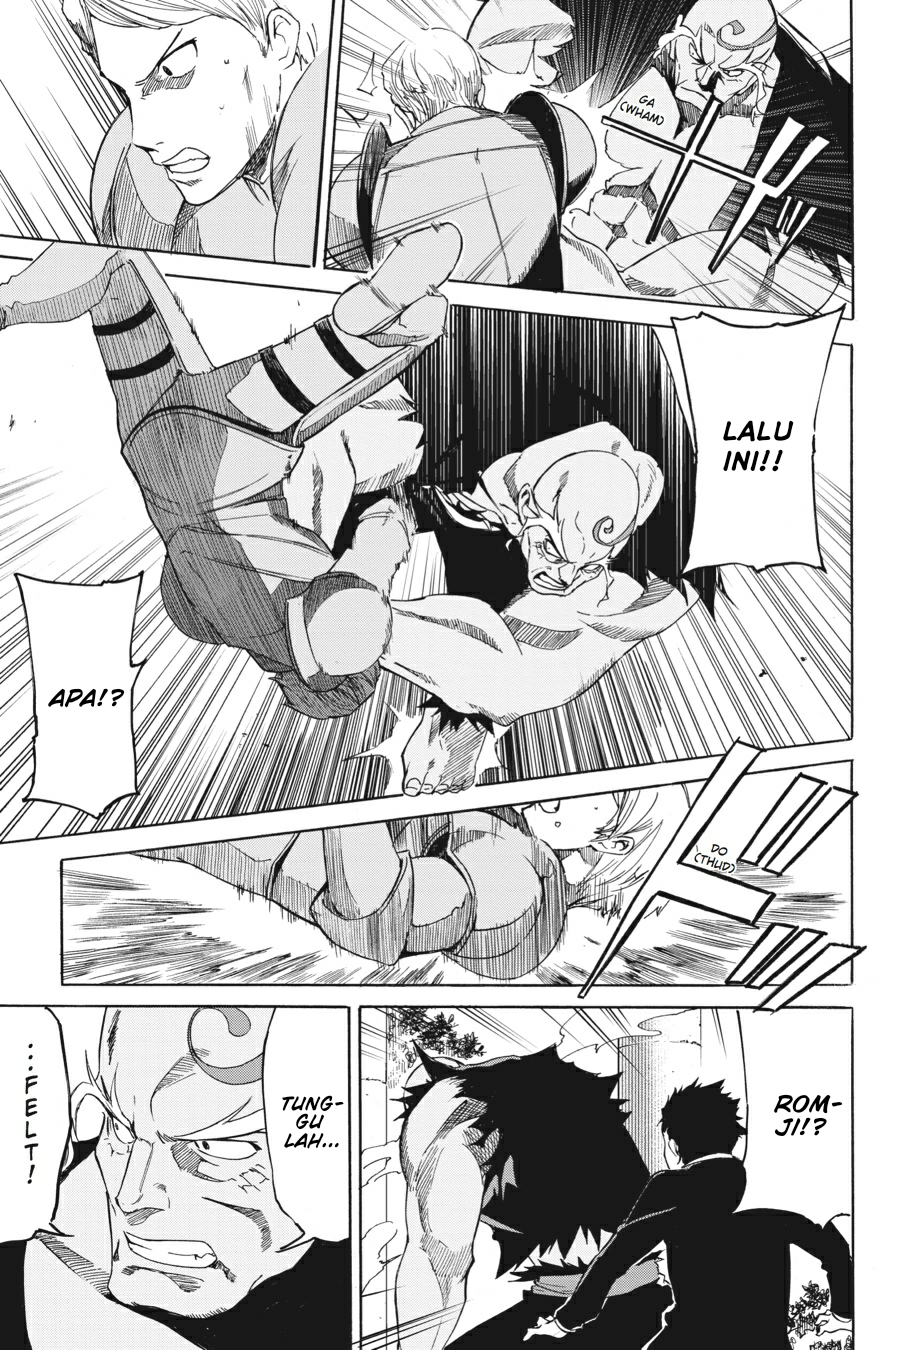 GA
(WHAM)
LALU
INI!!
APA!?
DO
(THUD)
ROM-
JI!?
TUNG-
GU
LAH...
...FELT!